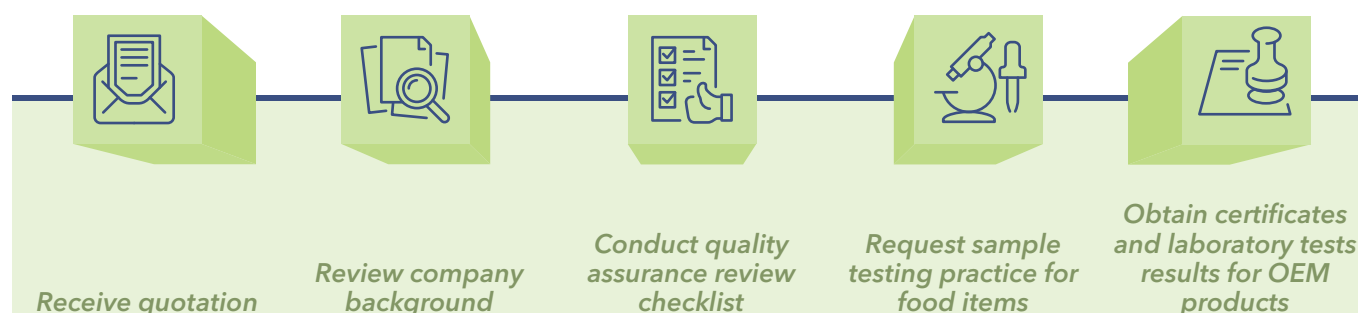 Receive quotation
Review company
background
Conduct quality
assurance review
checklist
Request sample
testing practice for
food items
Obtain certificates
and laboratory tests
results for OEM
products